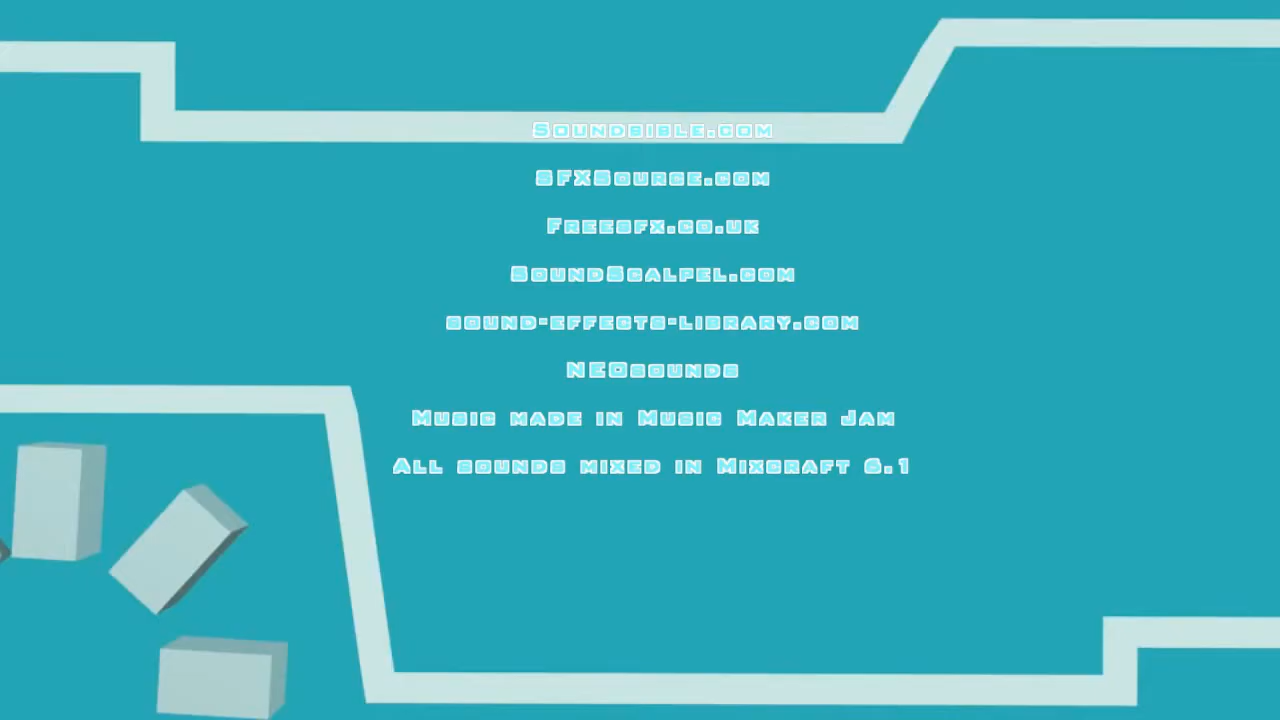 Soundbible.com
SFXSource.com
Freesfx.co.uk
SoundScalpel.com
sound-effects-library.com
NEOsounds
Music made in Music Maker Jam
All sounds mixed in Mixcraft 6.1